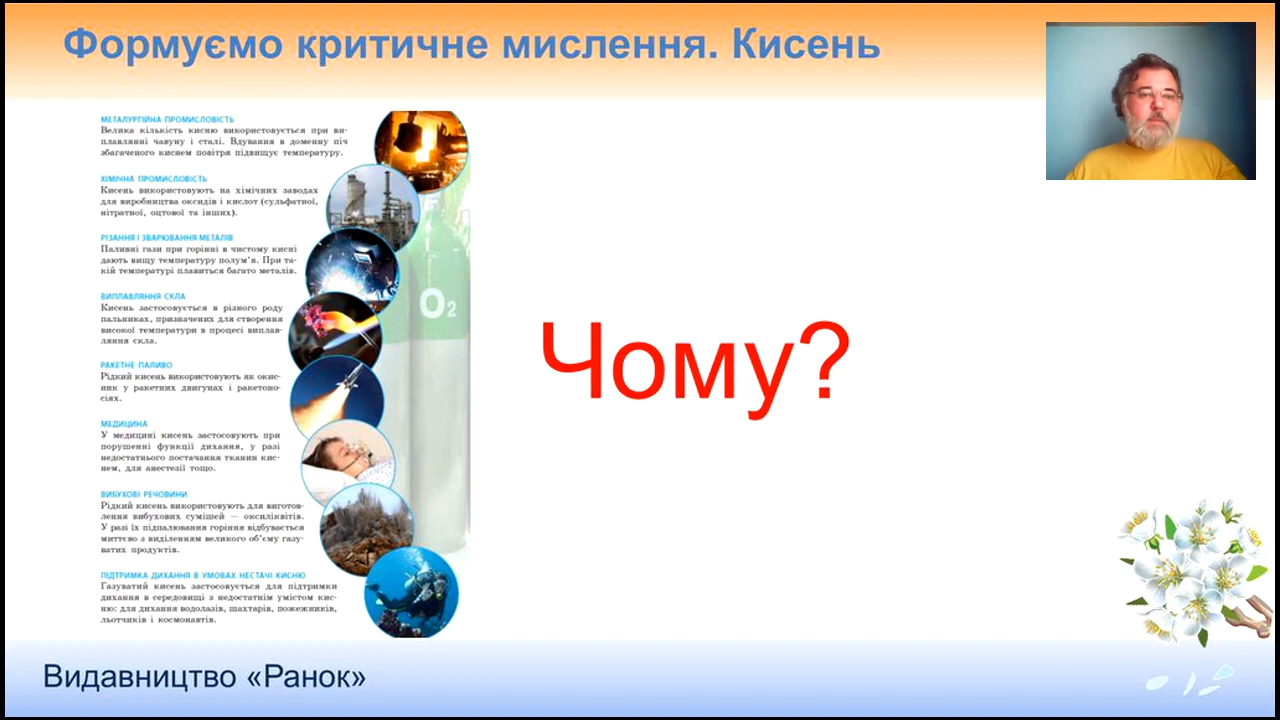 Формуємо критичне мислення. Кисень
МЕТАЛУРГІЙНА ПРОМИСЛОВІСТЬ
Велика кількість кисню використовується при ви-
плавлянні чавуну і сталі. Вдування в доменну піч
збагаченого киснем повітря підвищує температуру.
ХІМІЧНА ПРОМИСЛОВІСТЬ
Кисень використовують на хімічних заводах
для виробництва оксидів і кислот (сульфатної,
нітратної, оцтової та інших).
РІЗАННЯ І ЗВАРЮВАННЯ МЕТАЛІВ
Паливні гази при горінні в чистому кисні
дають вищу температуру полум’я. При та-
кій температурі плавиться багато металів.
ВИПЛАВЛЯННЯ СКЛА
Кисень застосовується в різного роду
пальниках, призначених для створення
високої температури в процесі виплав-
ляння скла.
РАКЕТНЕ ПАЛИВО
Рідкий кисень використовують як окис-
ник у ракетних двигунах і ракетоно-
сіях.
МЕДИЦИНА
У медицині кисень застосовують при
порушенні функції дихання, у разі
недостатнього постачання тканин кис-
нем, для анестезії тощо.
ВИБУХОВІ РЕЧОВИНИ
Рідкий кисень використовують для виготов-
лення вибухових сумішей — оксиліквітів.
У разі їх підпалювання горіння відбувається
миттєво з виділенням великого об’єму газу-
ватих продуктів.
ПІДТРИМКА ДИХАННЯ В УМОВАХ НЕСТАЧІ КИСНЮ
Газуватий кисень застосовується для підтримки
дихання в середовищі з недостатнім умістом кис-
ню: для дихання водолазів, шахтарів, пожежників,
льотчиків і космонавтів.
O₂
Чому?
Видавництво «Ранок»